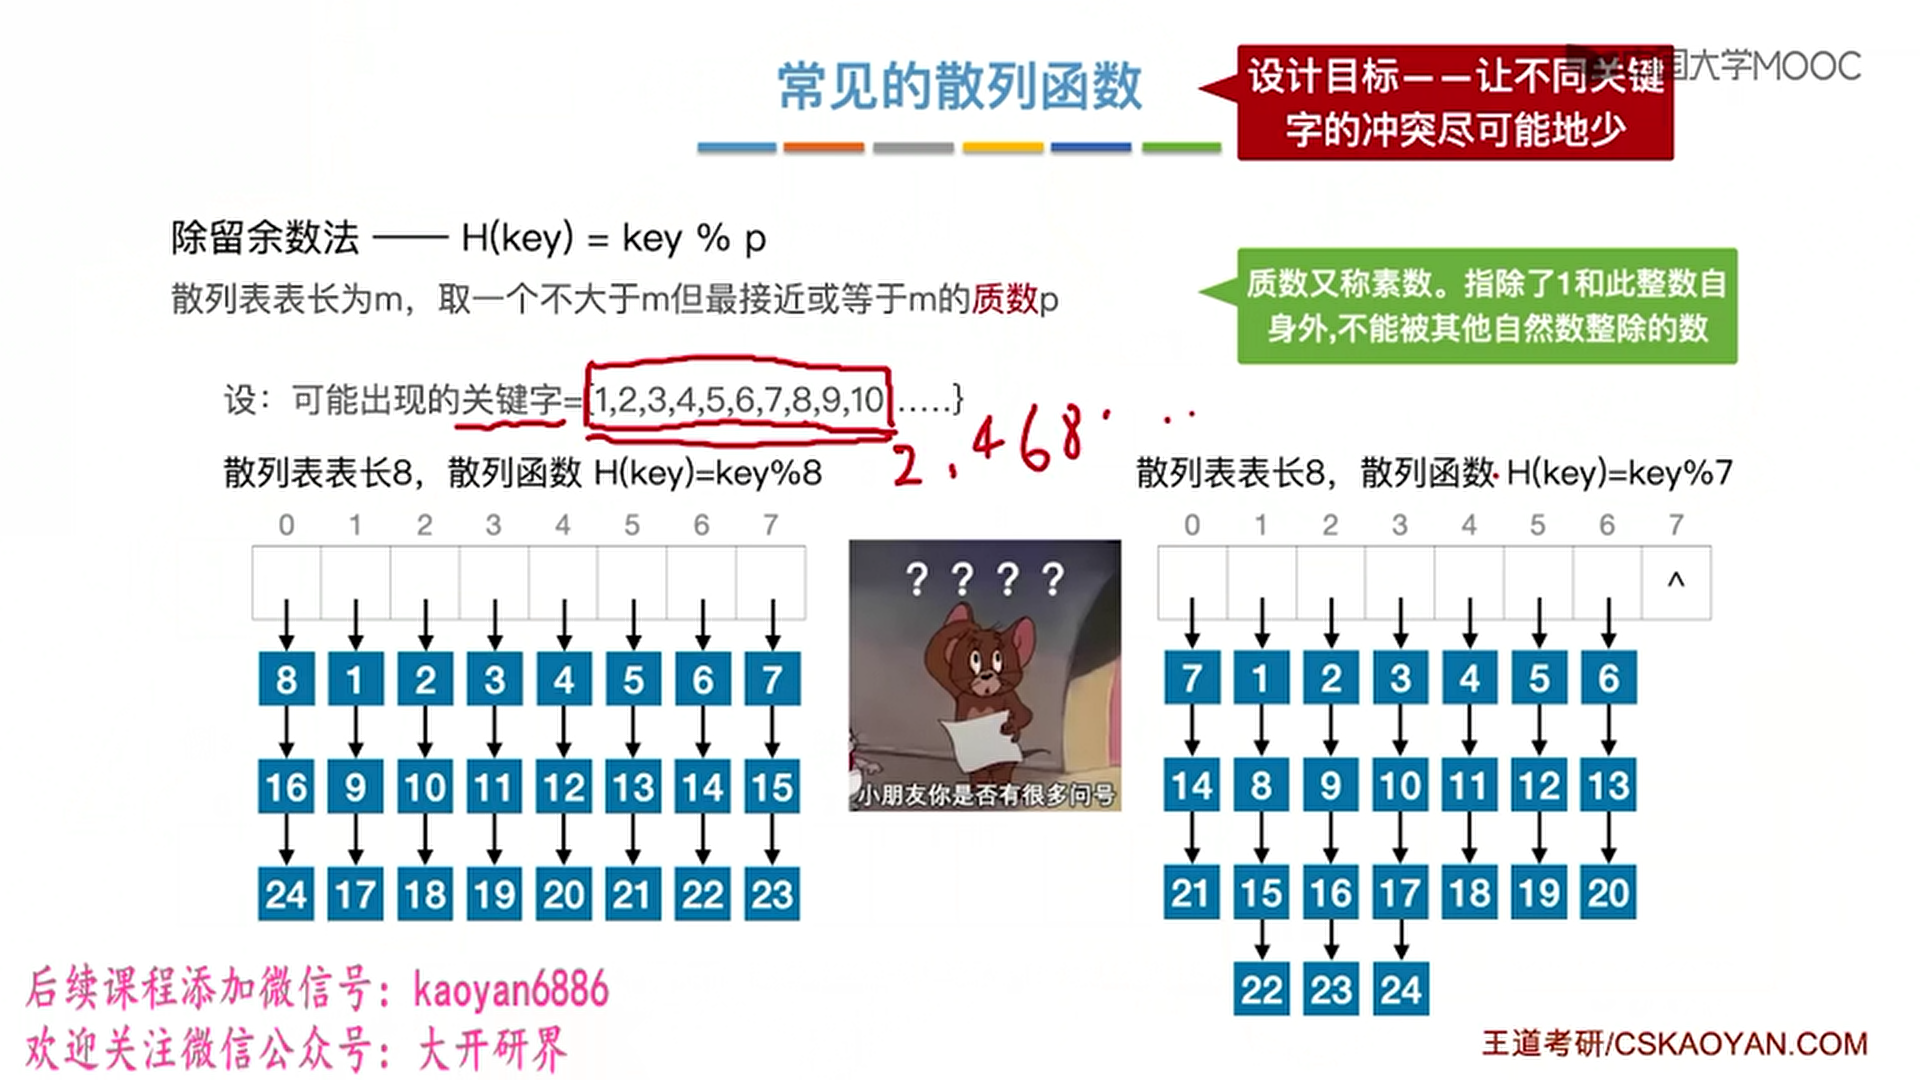 常见的散列函数
设计目标——让不同关键
字的冲突尽可能地少
国大学MOOC
除留余数法 —— H(key) = key % p
散列表表长为m，取一个不大于m但最接近或等于m的质数p
质数又称素数。指除了1和此整数自
身外,不能被其他自然数整除的数
设：可能出现的关键字={1,2,3,4,5,6,7,8,9,10…..}
2. 4 6 8 · · ·
散列表表长8，散列函数 H(key)=key%8
0 1 2 3 4 5 6 7
8 1 2 3 4 5 6 7
16 9 10 11 12 13 14 15
24 17 18 19 20 21 22 23
? ? ? ?
小朋友你是否有很多问号
散列表表长8，散列函数 H(key)=key%7
0 1 2 3 4 5 6 7
^
7 1 2 3 4 5 6
14 8 9 10 11 12 13
21 15 16 17 18 19 20
22 23 24
后续课程添加微信号：kaoyan6886
欢迎关注微信公众号：大开研界
王道考研/CSKAOYAN.COM